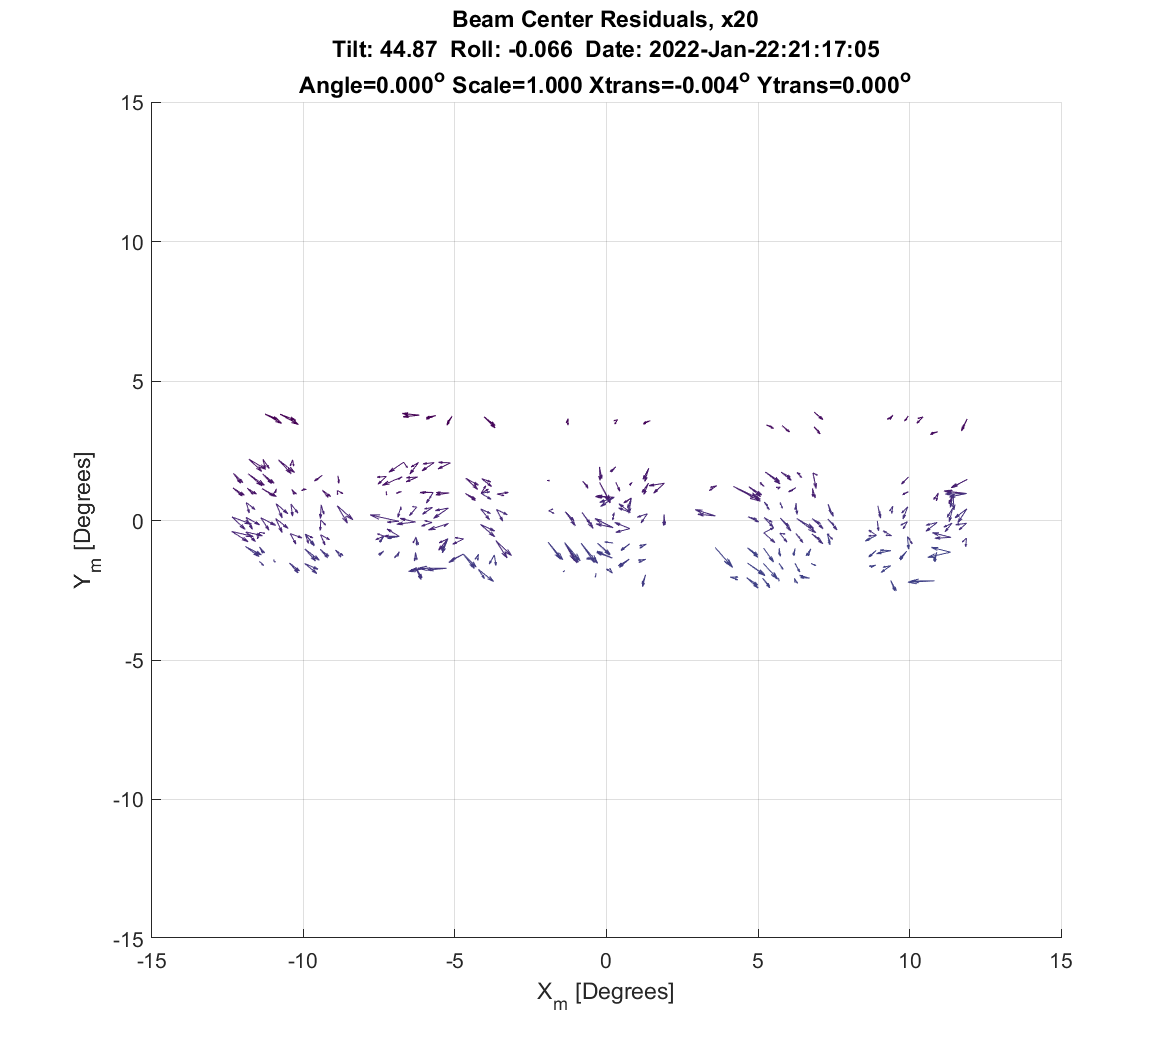 Beam Center Residuals, x20
Tilt: 44.87 Roll: -0.066 Date: 2022-Jan-22:21:17:05
Angle=0.000° Scale=1.000 Xtrans=-0.004° Ytrans=0.000°
15
10
5
0
-5
-10
-15
Y_m [Degrees]
-15 -10 -5 0 5 10 15
X_m [Degrees]